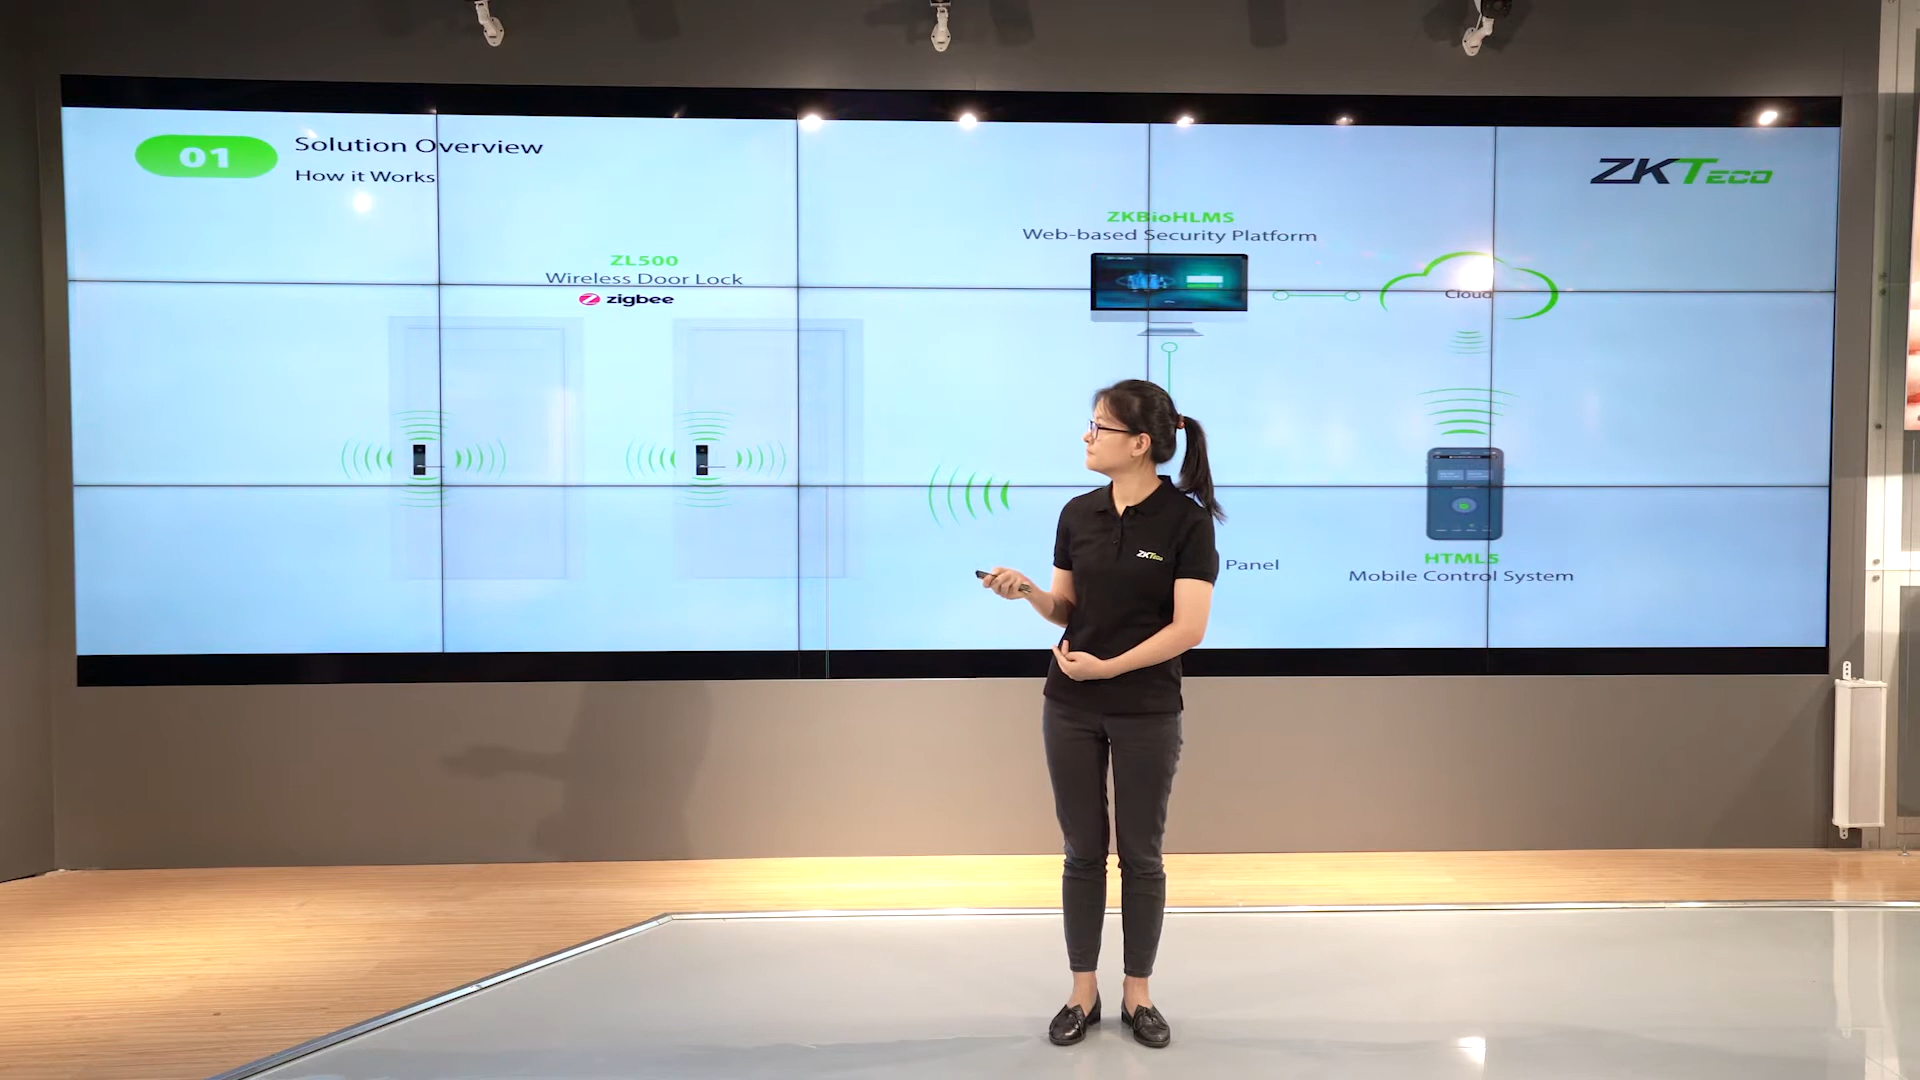 01
Solution Overview
How it Works
ZKTECO
ZKBioHLMS
Web-based Security Platform
ZL500
Wireless Door Lock
zigbee
Cloud
Panel
HTML5
Mobile Control System
ZKTECO